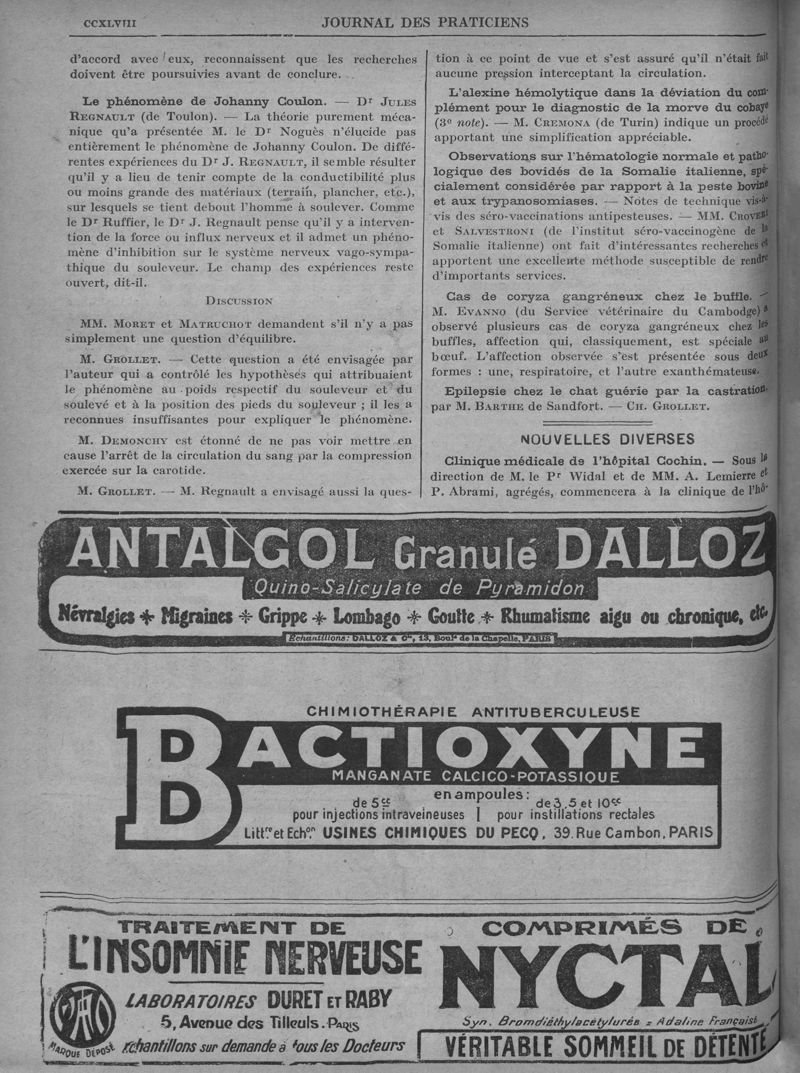 CCXLVIII JOURNAL DES PRATICIENS
d'accord avec eux, reconnaissent que les recherches
doivent être poursuivies avant de conclure.
Le phénomène de Johany Coulon. — Dr JULES
REGNAULT (de Toulon). — La théorie purement méca-
nique qu'a présentée M. le Dr Noguès n'élucide pas
entièrement le phénomène de Johany Coulon. De diffé-
rentes expériences du Dr J. REGNAULT, il semble résulter
qu'il y a lieu de tenir compte de la conductibilité plus
ou moins grande des matériaux (terrain, plancher, etc.),
sur lesquels se tient debout l'homme à soulever. Comme
le Dr Ruffier, le Dr J. Regnault pense qu'il y a interven-
tion de la force ou influx nerveux et il admet un phéno-
mène d'inhibition sur le système nerveux vago-sympa-
thique du souleveur. Le champ des expériences reste
ouvert, dit-il.
DISCUSSION
MM. MORET et MATRUCHOT demandent s'il n'y a pas
simplement une question d'équilibre.
M. GROLLET. — Cette question a été envisagée par
l'auteur qui a contrôlé les hypothèses qui attribuaient
le phénomène au poids respectif du souleveur et du
soulevé et à la position des pieds du souleveur ; il les a
reconnues insuffisantes pour expliquer le phénomène.
M. DEMONCHY est étonné de ne pas voir mettre en
cause l'arrêt de la circulation du sang par la compression
exercée sur la carotide.
M. GROLLET. — M. Regnault a envisagé aussi la ques-
tion à ce point de vue et s'est assuré qu'il n'était fait
aucune pression interceptant la circulation.
L'alexine hémolytique dans la déviation du com-
plément pour le diagnostic de la morve du cobaye
(3e note). — M. CREMONA (de Turin) indique un procédé
apportant une simplification appréciable.
Observations sur l'hématologie normale et patho-
logique des bovidés de la Somalie italienne, spé-
cialement considérée par rapport à la peste bovine
et aux trypanosomiases. — Notes de technique vis-à-
vis des séro-vaccinations antipesteuses. — MM. CROVERI
et SALVESTRONI (de l'institut séro-vaccinogène de la
Somalie italienne) ont fait d'intéressantes recherches et
apportent une excellente méthode susceptible de rendre
d'importants services.
Cas de coryza gangréneux chez le buffle. —
M. EVANNO (du Service vétérinaire du Cambodge) a
observé plusieurs cas de coryza gangréneux chez les
buffles, affection qui, classiquement, est spéciale au
bœuf. L'affection observée s'est présentée sous deux
formes : une, respiratoire, et l'autre exanthémateuse.
Epilepsie chez le chat guérie par la castration,
par M. BARTHE de Sandfort. — CH. GROLLET.
NOUVELLES DIVERSES
Clinique médicale de l'hôpital Cochin. — Sous la
direction de M. le Pr Widal et de MM. A. Lemierre et
P. Abrami, agrégés, commencera à la clinique de l'hô-
ANTALGOL Granulé DALLOZ
Quino-Salicylate de Pyramidon
Névralgies * Migraines * Grippe * Lombago * Goutte * Rhumatisme aigu ou chronique, etc.
Échantillons: DALLOZ & Cie, 13, Bould de la Chapelle, PARIS
CHIMIOTHÉRAPIE ANTITUBERCULEUSE
BACTIOXYNE
MANGANATE CALCICO-POTASSIQUE
en ampoules:
de 5cc de 3, 5 et 10cc
pour injections intraveineuses pour instillations rectales
Littre et Echon USINES CHIMIQUES DU PECQ, 39, Rue Cambon, PARIS
TRAITEMENT DE
L'INSOMNIE NERVEUSE
LABORATOIRES DURET ET RABY
5, Avenue des Tilleuls. PARIS
MARQUE DÉPOSÉ
échantillons sur demande à tous les Docteurs
COMPRIMÉS DE
NYCTAL
Syn. Bromdiéthylacétylurée = Adaline Française
VÉRITABLE SOMMEIL DE DÉTENTE